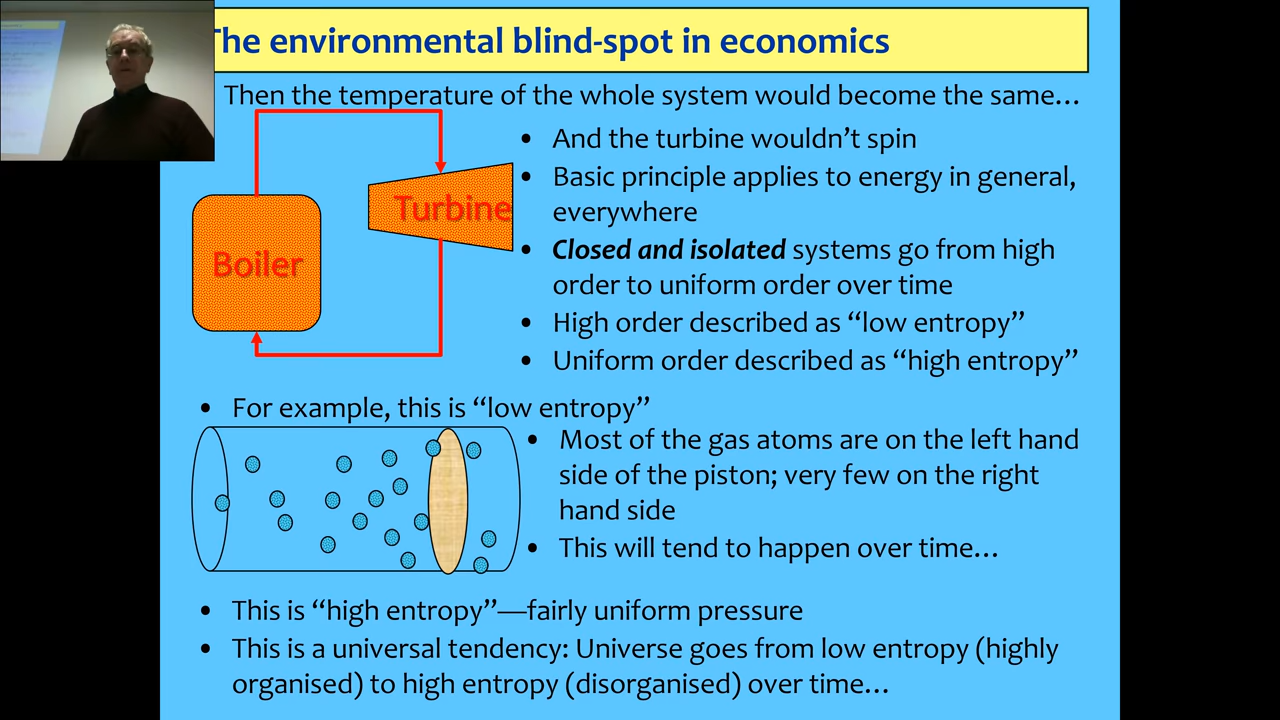 The environmental blind-spot in economics
Then the temperature of the whole system would become the same…
• And the turbine wouldn’t spin
• Basic principle applies to energy in general,
everywhere
• Closed and isolated systems go from high
order to uniform order over time
• High order described as “low entropy”
• Uniform order described as “high entropy”
Turbine
Boiler
• For example, this is “low entropy”
• Most of the gas atoms are on the left hand
side of the piston; very few on the right
hand side
• This will tend to happen over time…
• This is “high entropy”—fairly uniform pressure
• This is a universal tendency: Universe goes from low entropy (highly
organised) to high entropy (disorganised) over time…